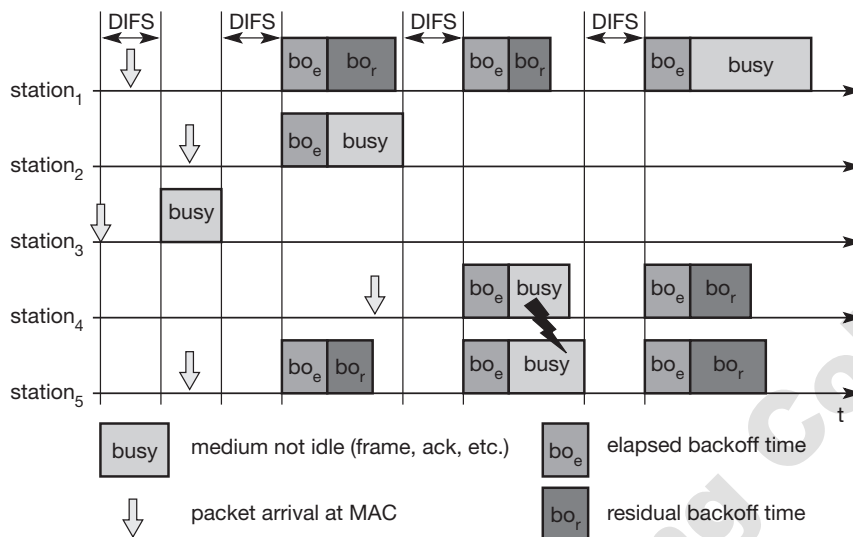 DIFS DIFS DIFS DIFS
station1 bo_e bo_r bo_e bo_r bo_e busy
station2 bo_e busy
station3 busy
station4 bo_e busy bo_e bo_r
station5 bo_e bo_r bo_e busy bo_e bo_r
t
busy medium not idle (frame, ack, etc.) bo_e elapsed backoff time
packet arrival at MAC bo_r residual backoff time
ng Co